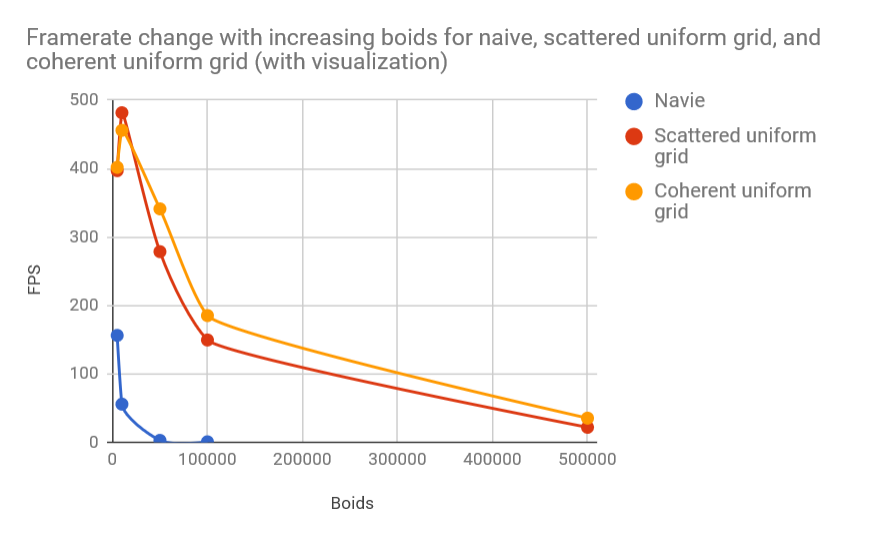 Framerate change with increasing boids for naive, scattered uniform grid, and
coherent uniform grid (with visualization)
500
400
300
200
100
0
FPS
0 100000 200000 300000 400000 500000
Boids
Navie
Scattered uniform
grid
Coherent uniform
grid